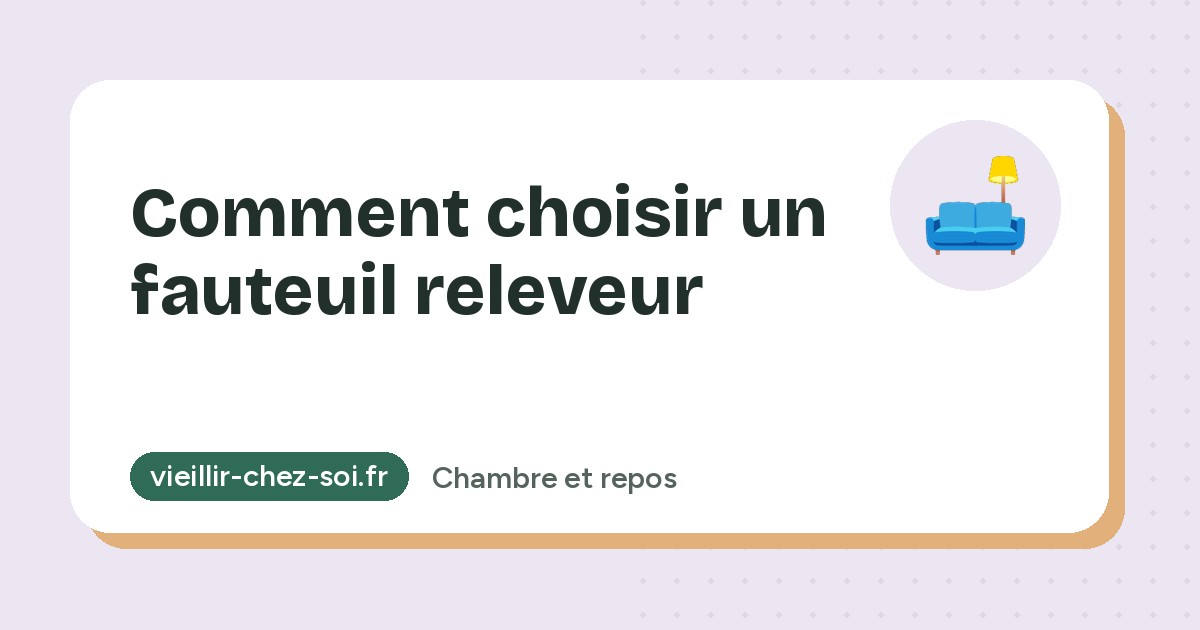 Comment choisir un
fauteuil releveur
vieillir-chez-soi.fr
Chambre et repos